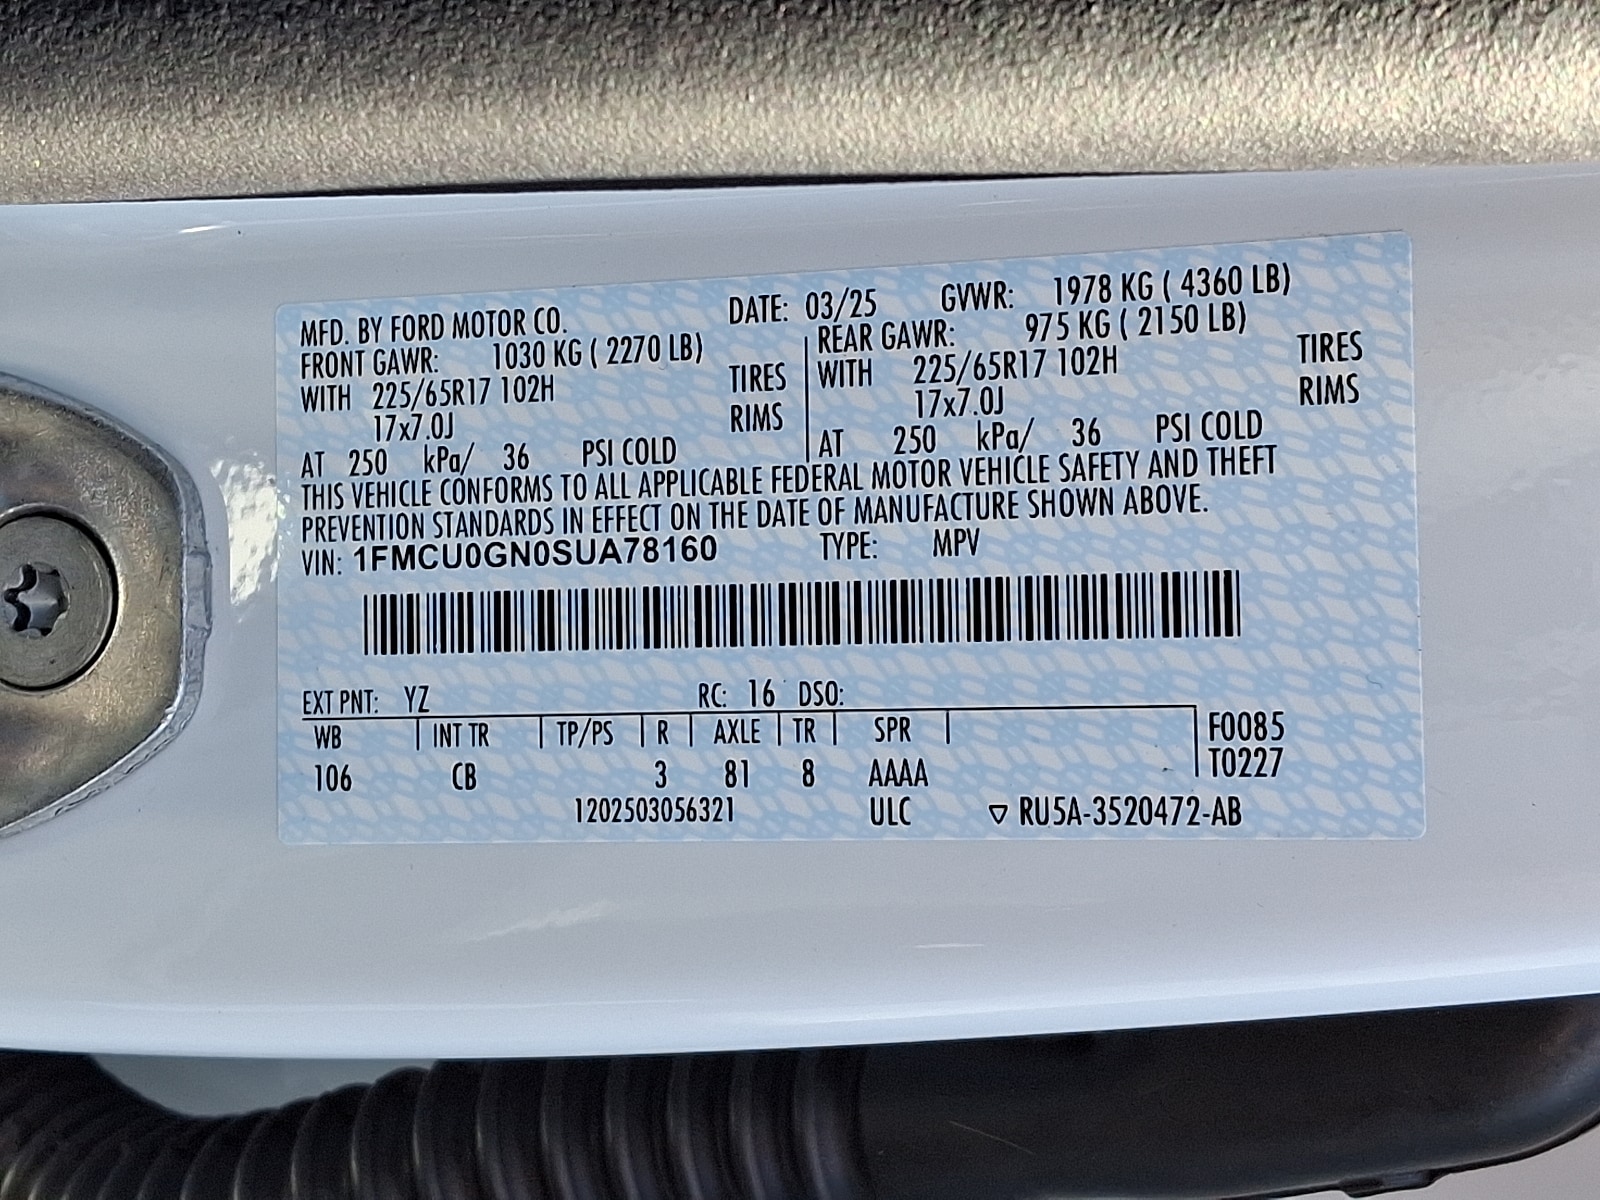 MFD. BY FORD MOTOR CO. DATE: 03/25 GVWR: 1978 KG ( 4360 LB)
FRONT GAWR: 1030 KG ( 2270 LB) REAR GAWR: 975 KG ( 2150 LB)
WITH 225/65R17 102H TIRES WITH 225/65R17 102H TIRES
17x7.0J RIMS 17x7.0J RIMS
AT 250 kPa/ 36 PSI COLD AT 250 kPa/ 36 PSI COLD
THIS VEHICLE CONFORMS TO ALL APPLICABLE FEDERAL MOTOR VEHICLE SAFETY AND THEFT
PREVENTION STANDARDS IN EFFECT ON THE DATE OF MANUFACTURE SHOWN ABOVE.
VIN: 1FMCU0GN0SUA78160 TYPE: MPV
EXT PNT: YZ RC: 16 DSO:
WB | INT TR | TP/PS | R | AXLE | TR | SPR | F0085
106 CB 3 81 8 AAAA T0227
1202503056321 ULC ▽ RU5A-3520472-AB